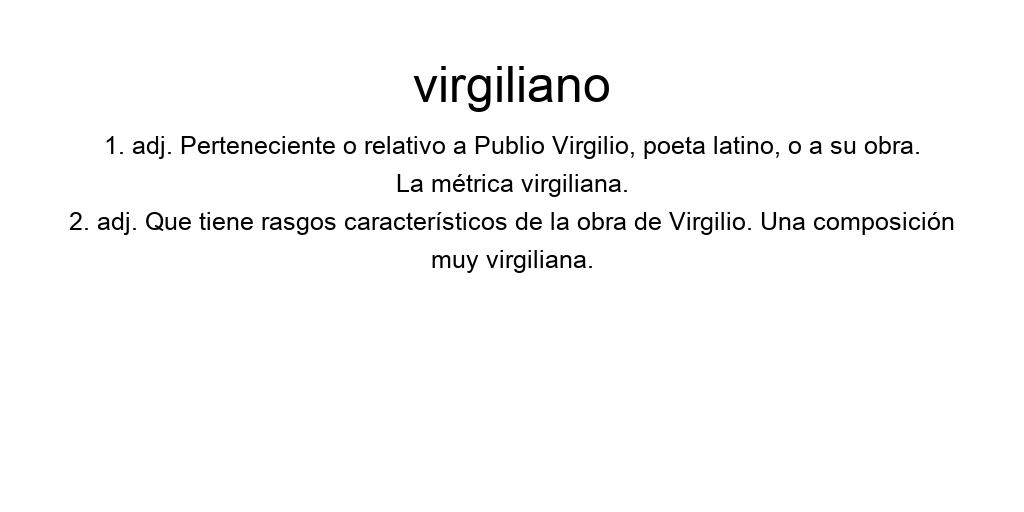 virgiliano
1. adj. Perteneciente o relativo a Publio Virgilio, poeta latino, o a su obra.
La métrica virgiliana.
2. adj. Que tiene rasgos característicos de la obra de Virgilio. Una composición
muy virgiliana.